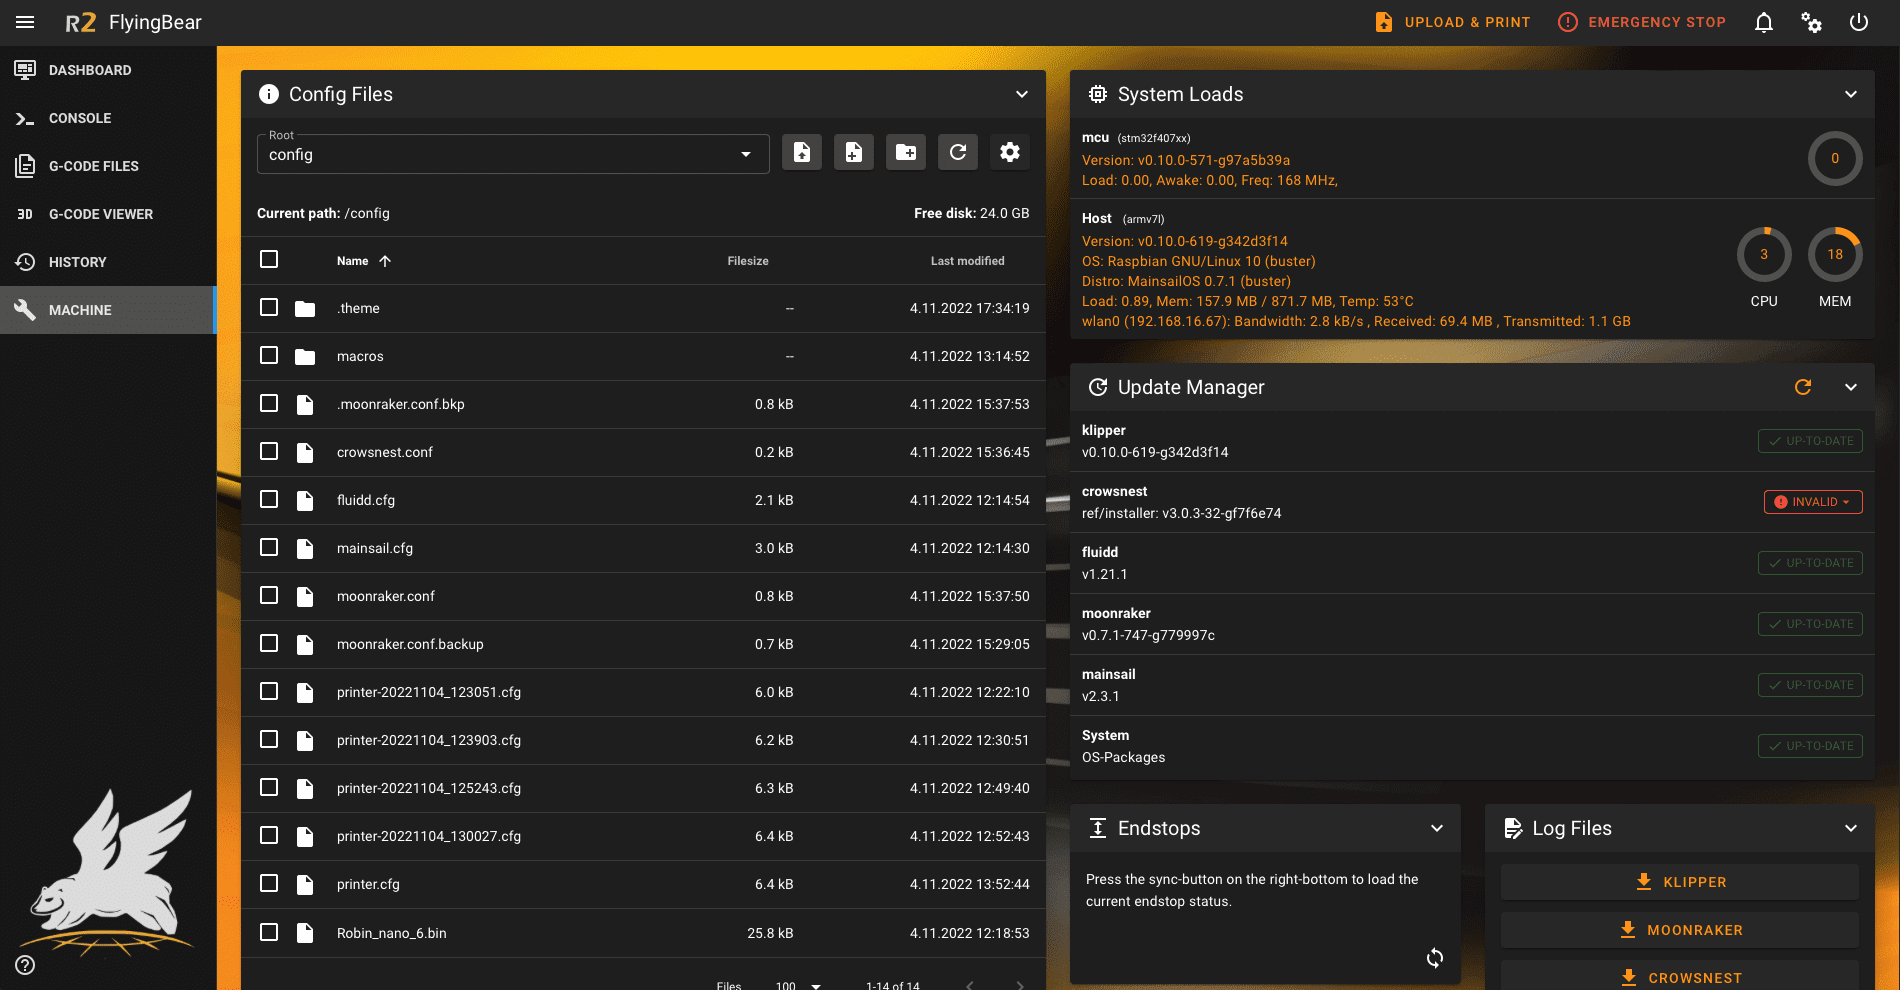 R2 FlyingBear
UPLOAD & PRINT
EMERGENCY STOP
DASHBOARD
CONSOLE
G-CODE FILES
3D G-CODE VIEWER
HISTORY
MACHINE
Config Files
Root
config
Current path: /config
Free disk: 24.0 GB
Name Filesize Last modified
.theme -- 4.11.2022 17:34:19
macros -- 4.11.2022 13:14:52
.moonraker.conf.bkp 0.8 kB 4.11.2022 15:37:53
crowsnest.conf 0.2 kB 4.11.2022 15:36:45
fluidd.cfg 2.1 kB 4.11.2022 12:14:54
mainsail.cfg 3.0 kB 4.11.2022 12:14:30
moonraker.conf 0.8 kB 4.11.2022 15:37:50
moonraker.conf.backup 0.7 kB 4.11.2022 15:29:05
printer-20221104_123051.cfg 6.0 kB 4.11.2022 12:22:10
printer-20221104_123903.cfg 6.2 kB 4.11.2022 12:30:51
printer-20221104_125243.cfg 6.3 kB 4.11.2022 12:49:40
printer-20221104_130027.cfg 6.4 kB 4.11.2022 12:52:43
printer.cfg 6.4 kB 4.11.2022 13:52:44
Robin_nano_6.bin 25.8 kB 4.11.2022 12:18:53
Files 100 1-14 of 14
System Loads
mcu (stm32f407xx)
Version: v0.10.0-571-g97a5b39a
Load: 0.00, Awake: 0.00, Freq: 168 MHz,
0
Host (armv7l)
Version: v0.10.0-619-g342d3f14
OS: Raspbian GNU/Linux 10 (buster)
Distro: MainsailOS 0.7.1 (buster)
Load: 0.89, Mem: 157.9 MB / 871.7 MB, Temp: 53°C
wlan0 (192.168.16.67): Bandwidth: 2.8 kB/s , Received: 69.4 MB , Transmitted: 1.1 GB
3 18
CPU MEM
Update Manager
klipper
v0.10.0-619-g342d3f14
UP-TO-DATE
crowsnest
ref/installer: v3.0.3-32-gf7f6e74
INVALID
fluidd
v1.21.1
UP-TO-DATE
moonraker
v0.7.1-747-g779997c
UP-TO-DATE
mainsail
v2.3.1
UP-TO-DATE
System
OS-Packages
UP-TO-DATE
Endstops
Press the sync-button on the right-bottom to load the
current endstop status.
Log Files
KLIPPER
MOONRAKER
CROWSNEST